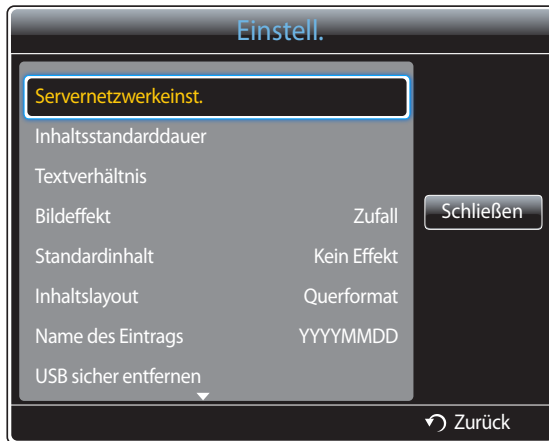 Einstell.
Servernetzwerkeinst.
Inhaltsstandarddauer
Textverhältnis
Bildeffekt Zufall
Schließen
Standardinhalt Kein Effekt
Inhaltslayout Querformat
Name des Eintrags YYYYMMDD
USB sicher entfernen
Zurück